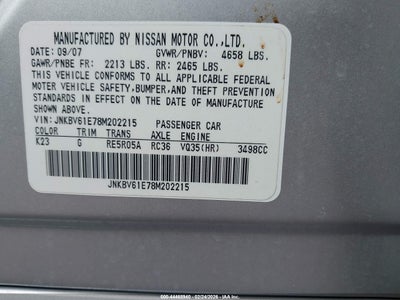 MANUFACTURED BY NISSAN MOTOR CO.,LTD.
DATE: 09/07 GVWR/PNBV: 4658 LBS.
GAWR/PNBE FR: 2213 LBS. RR: 2465 LBS.
THIS VEHICLE CONFORMS TO ALL APPLICABLE FEDERAL
MOTOR VEHICLE SAFETY,BUMPER,AND THEFT PREVENTION
STANDARDS IN EFFECT ON THE DATE OF MANUFACTURE
SHOWN ABOVE.
VIN: JNKBV61E78M202215 PASSENGER CAR
COLOR TRIM TRANS AXLE ENGINE
K23 G RE5R05A RC36 VQ35(HR) 3498CC
JNKBV61E78M202215